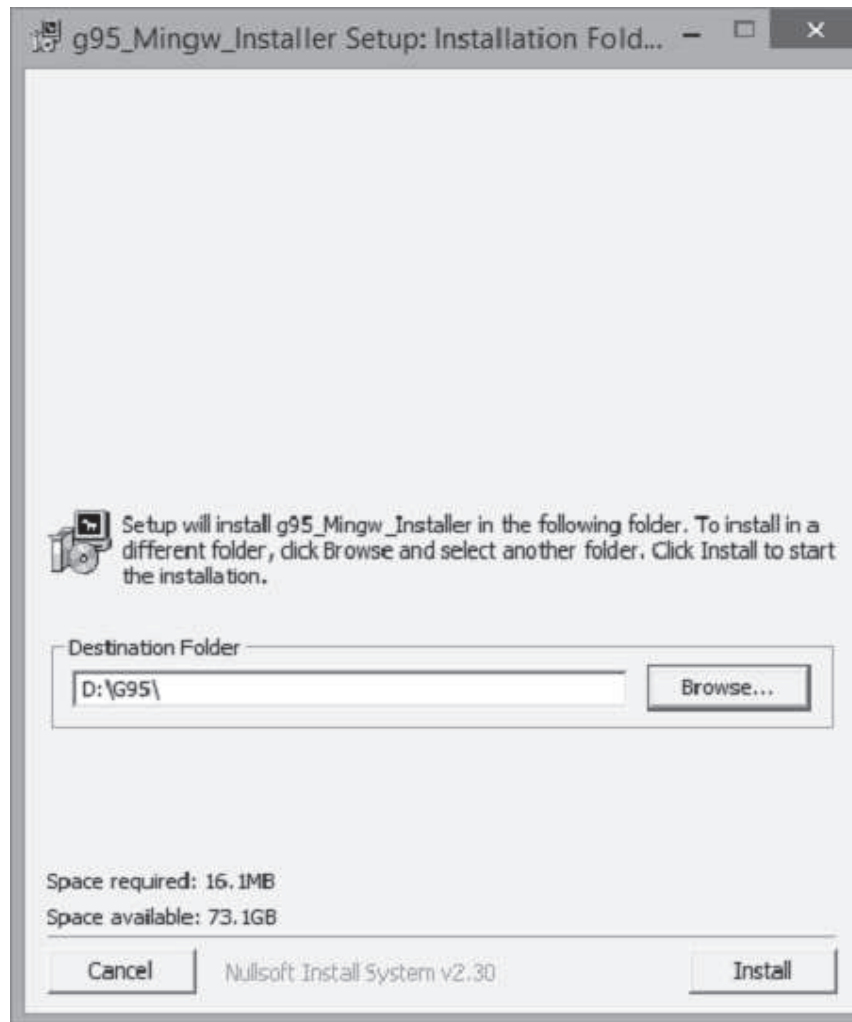 g95_Mingw_Installer Setup: Installation Fold...
Setup will install g95_Mingw_Installer in the following folder. To install in a
different folder, click Browse and select another folder. Click Install to start
the installation.
Destination Folder
D:\G95\
Browse...
Space required: 16.1MB
Space available: 73.1GB
Cancel
Nullsoft Install System v2.30
Install